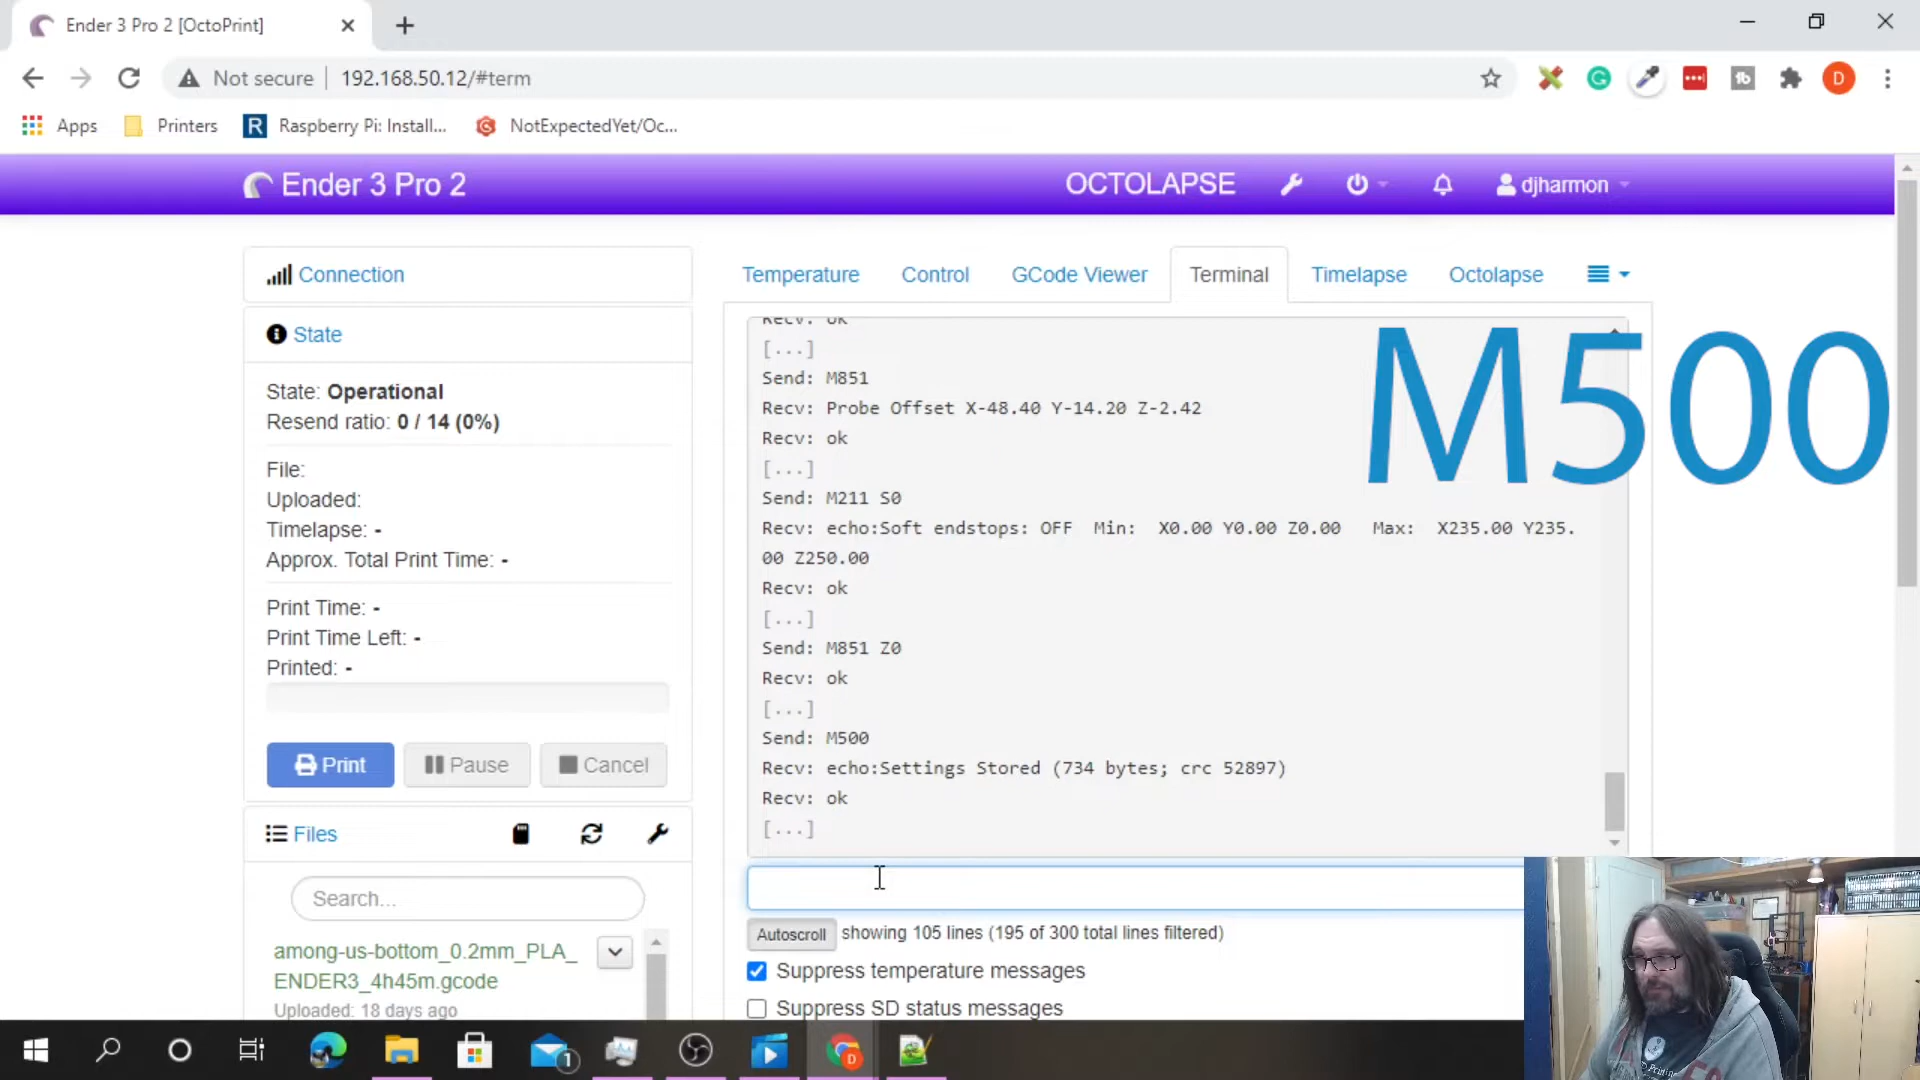 Ender 3 Pro 2 [OctoPrint]
Not secure
192.168.50.12/#term
D
Apps
Printers
Raspberry Pi: Install...
NotExpectedYet/Oc...
Ender 3 Pro 2
OCTOLAPSE
djharmon
Connection
State
State: Operational
Resend ratio: 0 / 14 (0%)
File:
Uploaded:
Timelapse: -
Approx. Total Print Time: -
Print Time: -
Print Time Left: -
Printed: -
Print
Pause
Cancel
Files
Search...
among-us-bottom_0.2mm_PLA_
ENDER3_4h45m.gcode
Uploaded: 18 days ago
Temperature
Control
GCode Viewer
Terminal
Timelapse
Octolapse
Recv: ok
[...]
Send: M851
Recv: Probe Offset X-48.40 Y-14.20 Z-2.42
Recv: ok
[...]
Send: M211 S0
Recv: echo:Soft endstops: OFF  Min:  X0.00 Y0.00 Z0.00   Max:  X235.00 Y235.
00 Z250.00
Recv: ok
[...]
Send: M851 Z0
Recv: ok
[...]
Send: M500
Recv: echo:Settings Stored (734 bytes; crc 52897)
Recv: ok
[...]
M500
Autoscroll
showing 105 lines (195 of 300 total lines filtered)
Suppress temperature messages
Suppress SD status messages
1
D